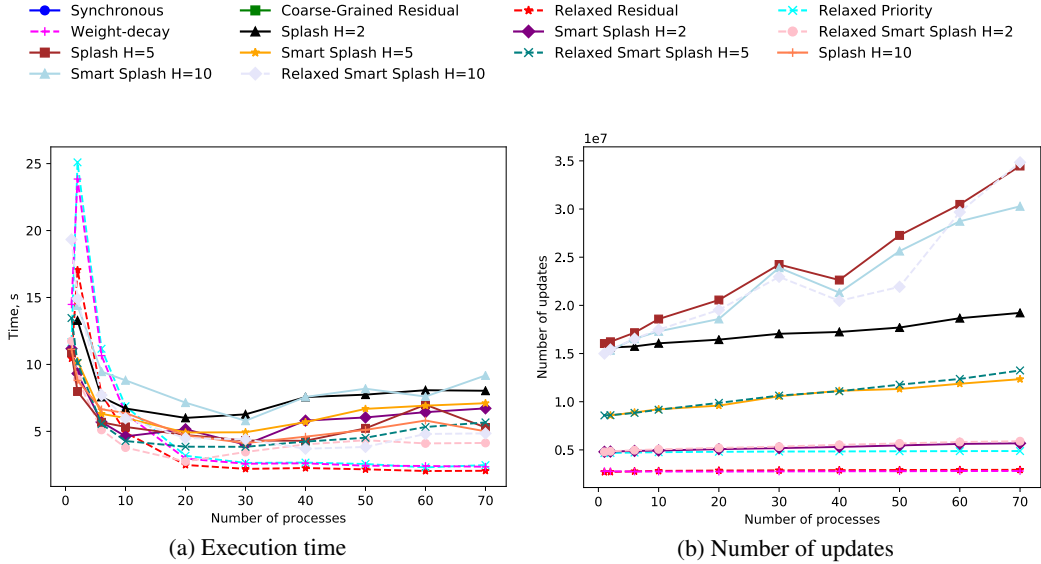 Synchronous Coarse-Grained Residual Relaxed Residual Relaxed Priority
Weight-decay Splash H=2 Smart Splash H=2 Relaxed Smart Splash H=2
Splash H=5 Smart Splash H=5 Relaxed Smart Splash H=5 Splash H=10
Smart Splash H=10 Relaxed Smart Splash H=10
Time, s
25
20
15
10
5
0 10 20 30 40 50 60 70
Number of processes
(a) Execution time
1e7
Number of updates
3.5
3.0
2.5
2.0
1.5
1.0
0.5
0 10 20 30 40 50 60 70
Number of processes
(b) Number of updates